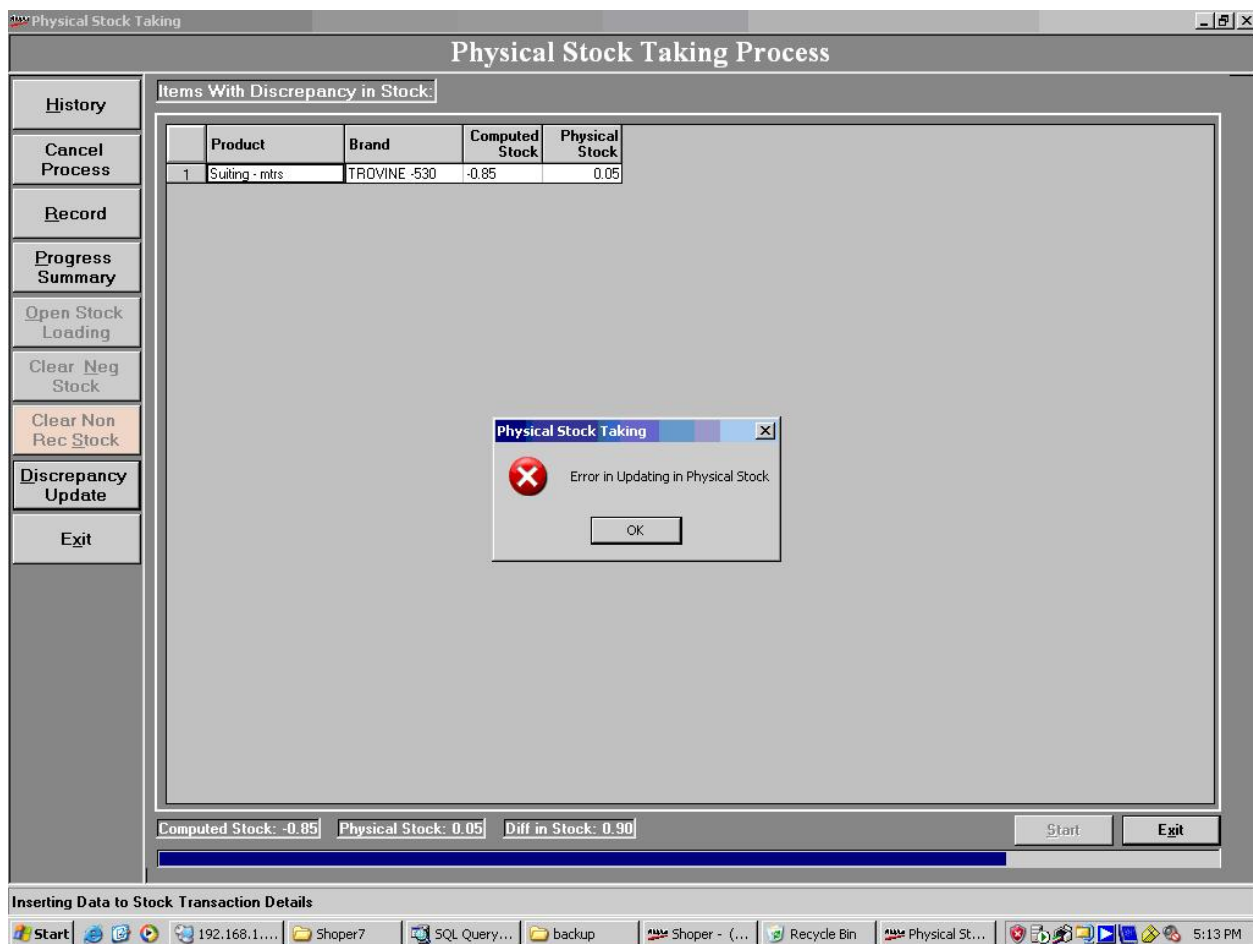 Physical Stock Taking
Physical Stock Taking Process
History
Cancel
Process
Record
Progress
Summary
Open Stock
Loading
Clear Neg
Stock
Clear Non
Rec Stock
Discrepancy
Update
Exit
Items With Discrepancy in Stock:
Product Brand Computed Stock Physical Stock
1 Suiting - mtrs TROVINE -530 -0.85 0.05
Physical Stock Taking
Error in Updating in Physical Stock
OK
Computed Stock: -0.85 Physical Stock: 0.05 Diff in Stock: 0.90
Start Exit
Inserting Data to Stock Transaction Details
Start 192.168.1.... Shoper7 SQL Query... backup Shoper - (... Recycle Bin Physical St... 5:13 PM